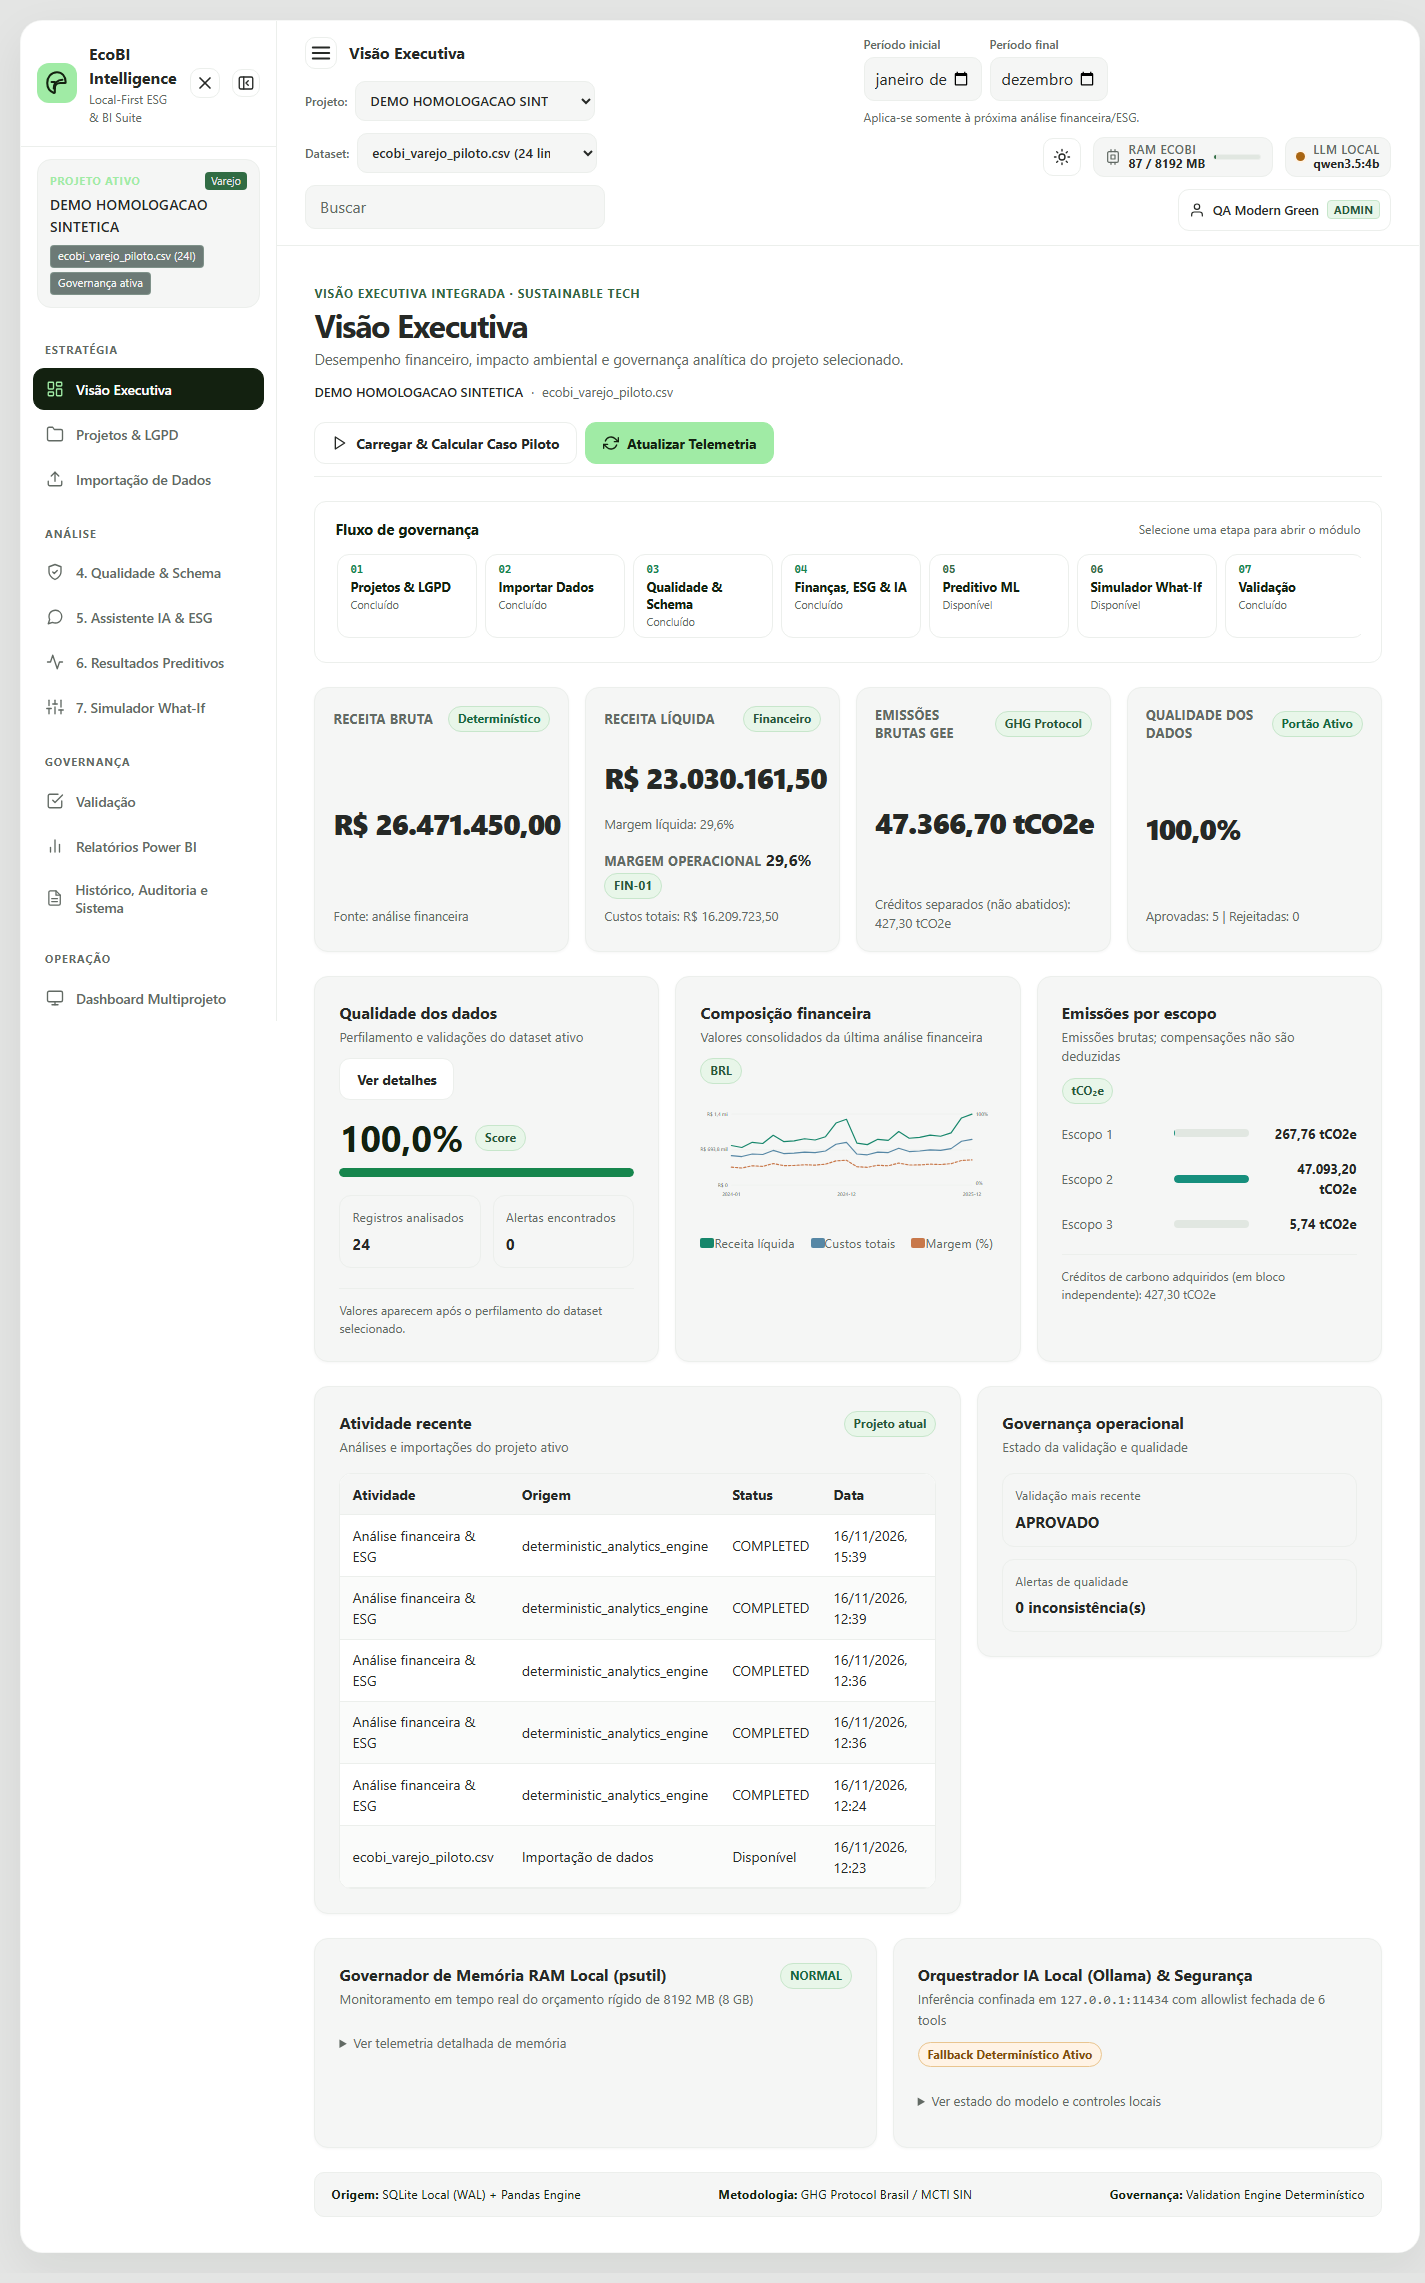 EcoBI
Intelligence
Local-First ESG
& BI Suite
PROJETO ATIVO
Varejo
DEMO HOMOLOGACAO
SINTETICA
ecobi_varejo_piloto.csv (24l)
Governança ativa
ESTRATÉGIA
Visão Executiva
Projetos & LGPD
Importação de Dados
ANÁLISE
4. Qualidade & Schema
5. Assistente IA & ESG
6. Resultados Preditivos
7. Simulador What-If
GOVERNANÇA
Validação
Relatórios Power BI
Histórico, Auditoria e
Sistema
OPERAÇÃO
Dashboard Multiprojeto
Visão Executiva
Projeto: DEMO HOMOLOGACAO SINT
Dataset: ecobi_varejo_piloto.csv (24 lin
Buscar
Período inicial
Período final
janeiro de
dezembro
Aplica-se somente à próxima análise financeira/ESG.
RAM ECOBI
87 / 8192 MB
LLM LOCAL
qwen3.5:4b
QA Modern Green ADMIN
VISÃO EXECUTIVA INTEGRADA · SUSTAINABLE TECH
Visão Executiva
Desempenho financeiro, impacto ambiental e governança analítica do projeto selecionado.
DEMO HOMOLOGACAO SINTETICA · ecobi_varejo_piloto.csv
Carregar & Calcular Caso Piloto
Atualizar Telemetria
Fluxo de governança
Selecione uma etapa para abrir o módulo
01
Projetos & LGPD
Concluído
02
Importar Dados
Concluído
03
Qualidade &
Schema
Concluído
04
Finanças, ESG & IA
Concluído
05
Preditivo ML
Disponível
06
Simulador What-If
Disponível
07
Validação
Concluído
RECEITA BRUTA
Determinístico
R$ 26.471.450,00
Fonte: análise financeira
RECEITA LÍQUIDA
Financeiro
R$ 23.030.161,50
Margem líquida: 29,6%
MARGEM OPERACIONAL 29,6%
FIN-01
Custos totais: R$ 16.209.723,50
EMISSÕES
BRUTAS GEE
GHG Protocol
47.366,70 tCO2e
Créditos separados (não abatidos):
427,30 tCO2e
QUALIDADE DOS
DADOS
Portão Ativo
100,0%
Aprovadas: 5 | Rejeitadas: 0
Qualidade dos dados
Perfilamento e validações do dataset ativo
Ver detalhes
100,0%
Score
Registros analisados
24
Alertas encontrados
0
Valores aparecem após o perfilamento do dataset
selecionado.
Composição financeira
Valores consolidados da última análise financeira
BRL
R$ 1,4 mi
100%
R$ 693,6 mil
R$ 0
0%
2024-01
2024-12
2025-12
Receita líquida
Custos totais
Margem (%)
Emissões por escopo
Emissões brutas; compensações não são
deduzidas
tCO₂e
Escopo 1
267,76 tCO2e
Escopo 2
47.093,20
tCO2e
Escopo 3
5,74 tCO2e
Créditos de carbono adquiridos (em bloco
independente): 427,30 tCO2e
Atividade recente
Projeto atual
Análises e importações do projeto ativo
Atividade Origem Status Data
Análise financeira &
ESG
deterministic_analytics_engine COMPLETED
16/11/2026,
15:39
Análise financeira &
ESG
deterministic_analytics_engine COMPLETED
16/11/2026,
12:39
Análise financeira &
ESG
deterministic_analytics_engine COMPLETED
16/11/2026,
12:36
Análise financeira &
ESG
deterministic_analytics_engine COMPLETED
16/11/2026,
12:36
Análise financeira &
ESG
deterministic_analytics_engine COMPLETED
16/11/2026,
12:24
ecobi_varejo_piloto.csv Importação de dados Disponível
16/11/2026,
12:23
Governança operacional
Estado da validação e qualidade
Validação mais recente
APROVADO
Alertas de qualidade
0 inconsistência(s)
Governador de Memória RAM Local (psutil)
NORMAL
Monitoramento em tempo real do orçamento rígido de 8192 MB (8 GB)
Ver telemetria detalhada de memória
Orquestrador IA Local (Ollama) & Segurança
Inferência confinada em 127.0.0.1:11434 com allowlist fechada de 6
tools
Fallback Determinístico Ativo
Ver estado do modelo e controles locais
Origem: SQLite Local (WAL) + Pandas Engine
Metodologia: GHG Protocol Brasil / MCTI SIN
Governança: Validation Engine Determinístico